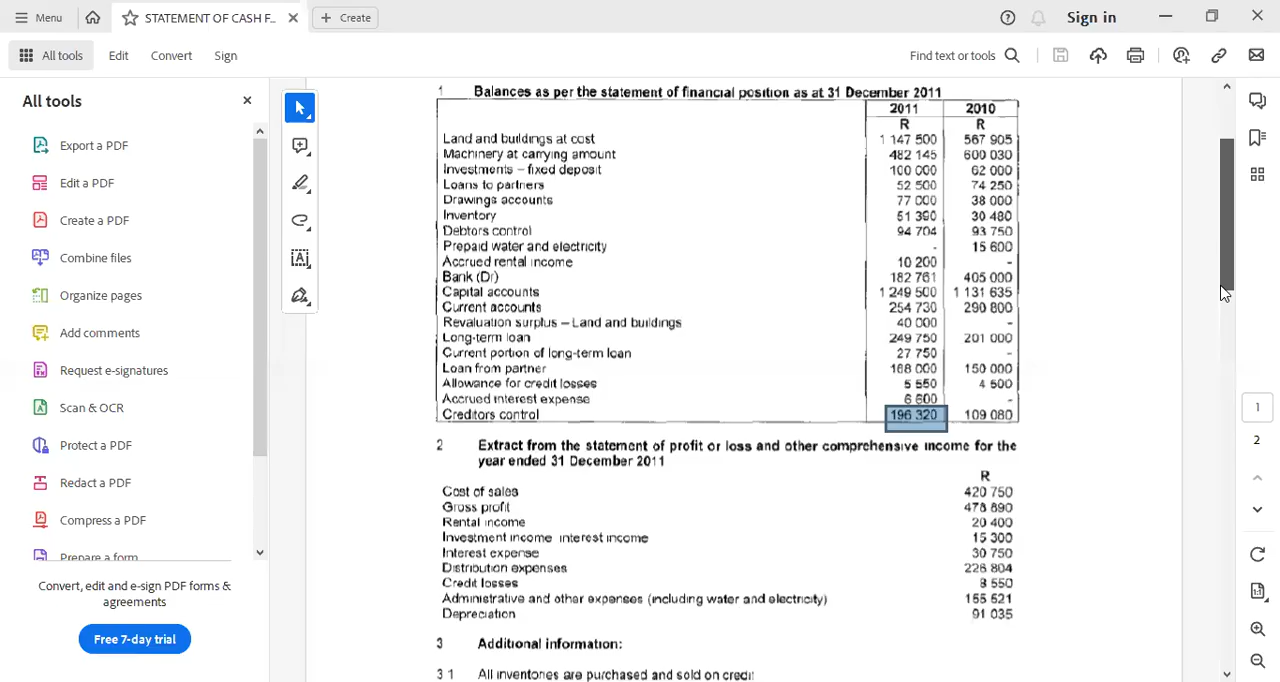 Menu STATEMENT OF CASH F... Create Sign in
All tools Edit Convert Sign Find text or tools
All tools
Export a PDF
Edit a PDF
Create a PDF
Combine files
Organize pages
Add comments
Request e-signatures
Scan & OCR
Protect a PDF
Redact a PDF
Compress a PDF
Prepare a form
Convert, edit and e-sign PDF forms &
agreements
Free 7-day trial
1 Balances as per the statement of financial position as at 31 December 2011
2011 2010
R R
Land and buildings at cost 1 147 500 567 905
Machinery at carrying amount 482 145 600 030
Investments – fixed deposit 100 000 62 000
Loans to partners 52 500 74 250
Drawings accounts 77 000 38 000
Inventory 51 390 30 480
Debtors control 94 704 93 750
Prepaid water and electricity - 15 600
Accrued rental income 10 200 -
Bank (Dr) 182 761 405 000
Capital accounts 1 249 500 1 131 635
Current accounts 254 730 290 800
Revaluation surplus – Land and buildings 40 000 -
Long-term loan 249 750 201 000
Current portion of long-term loan 27 750 -
Loan from partner 168 000 150 000
Allowance for credit losses 5 550 4 500
Accrued interest expense 6 600 -
Creditors control 196 320 109 080
2 Extract from the statement of profit or loss and other comprehensive income for the
year ended 31 December 2011
R
Cost of sales 420 750
Gross profit 478 890
Rental income 20 400
Investment income interest income 15 300
Interest expense 30 750
Distribution expenses 226 804
Credit losses 8 550
Administrative and other expenses (including water and electricity) 155 521
Depreciation 91 035
3 Additional information:
3 1 All inventories are purchased and sold on credit
1
2